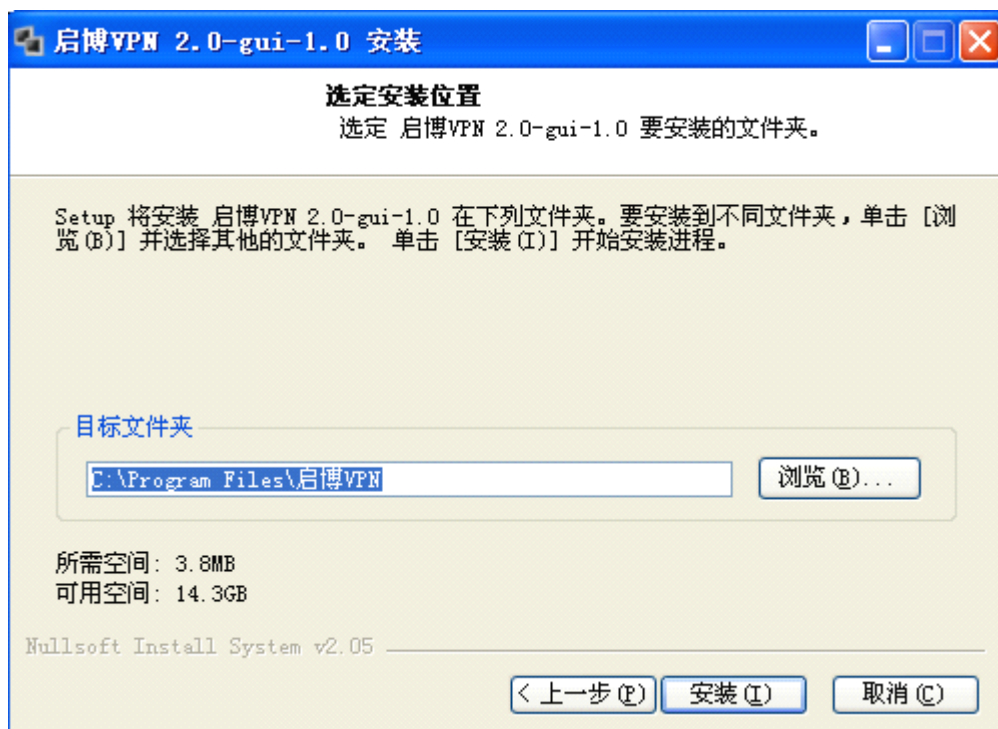 启博VPN 2.0-gui-1.0 安装
选定安装位置
选定 启博VPN 2.0-gui-1.0 要安装的文件夹。
Setup 将安装 启博VPN 2.0-gui-1.0 在下列文件夹。要安装到不同文件夹，单击 [浏
览(B)] 并选择其他的文件夹。 单击 [安装(I)] 开始安装进程。
目标文件夹
C:\Program Files\启博VPN
浏览(B)...
所需空间: 3.8MB
可用空间: 14.3GB
Nullsoft Install System v2.05
< 上一步(P)
安装(I)
取消(C)